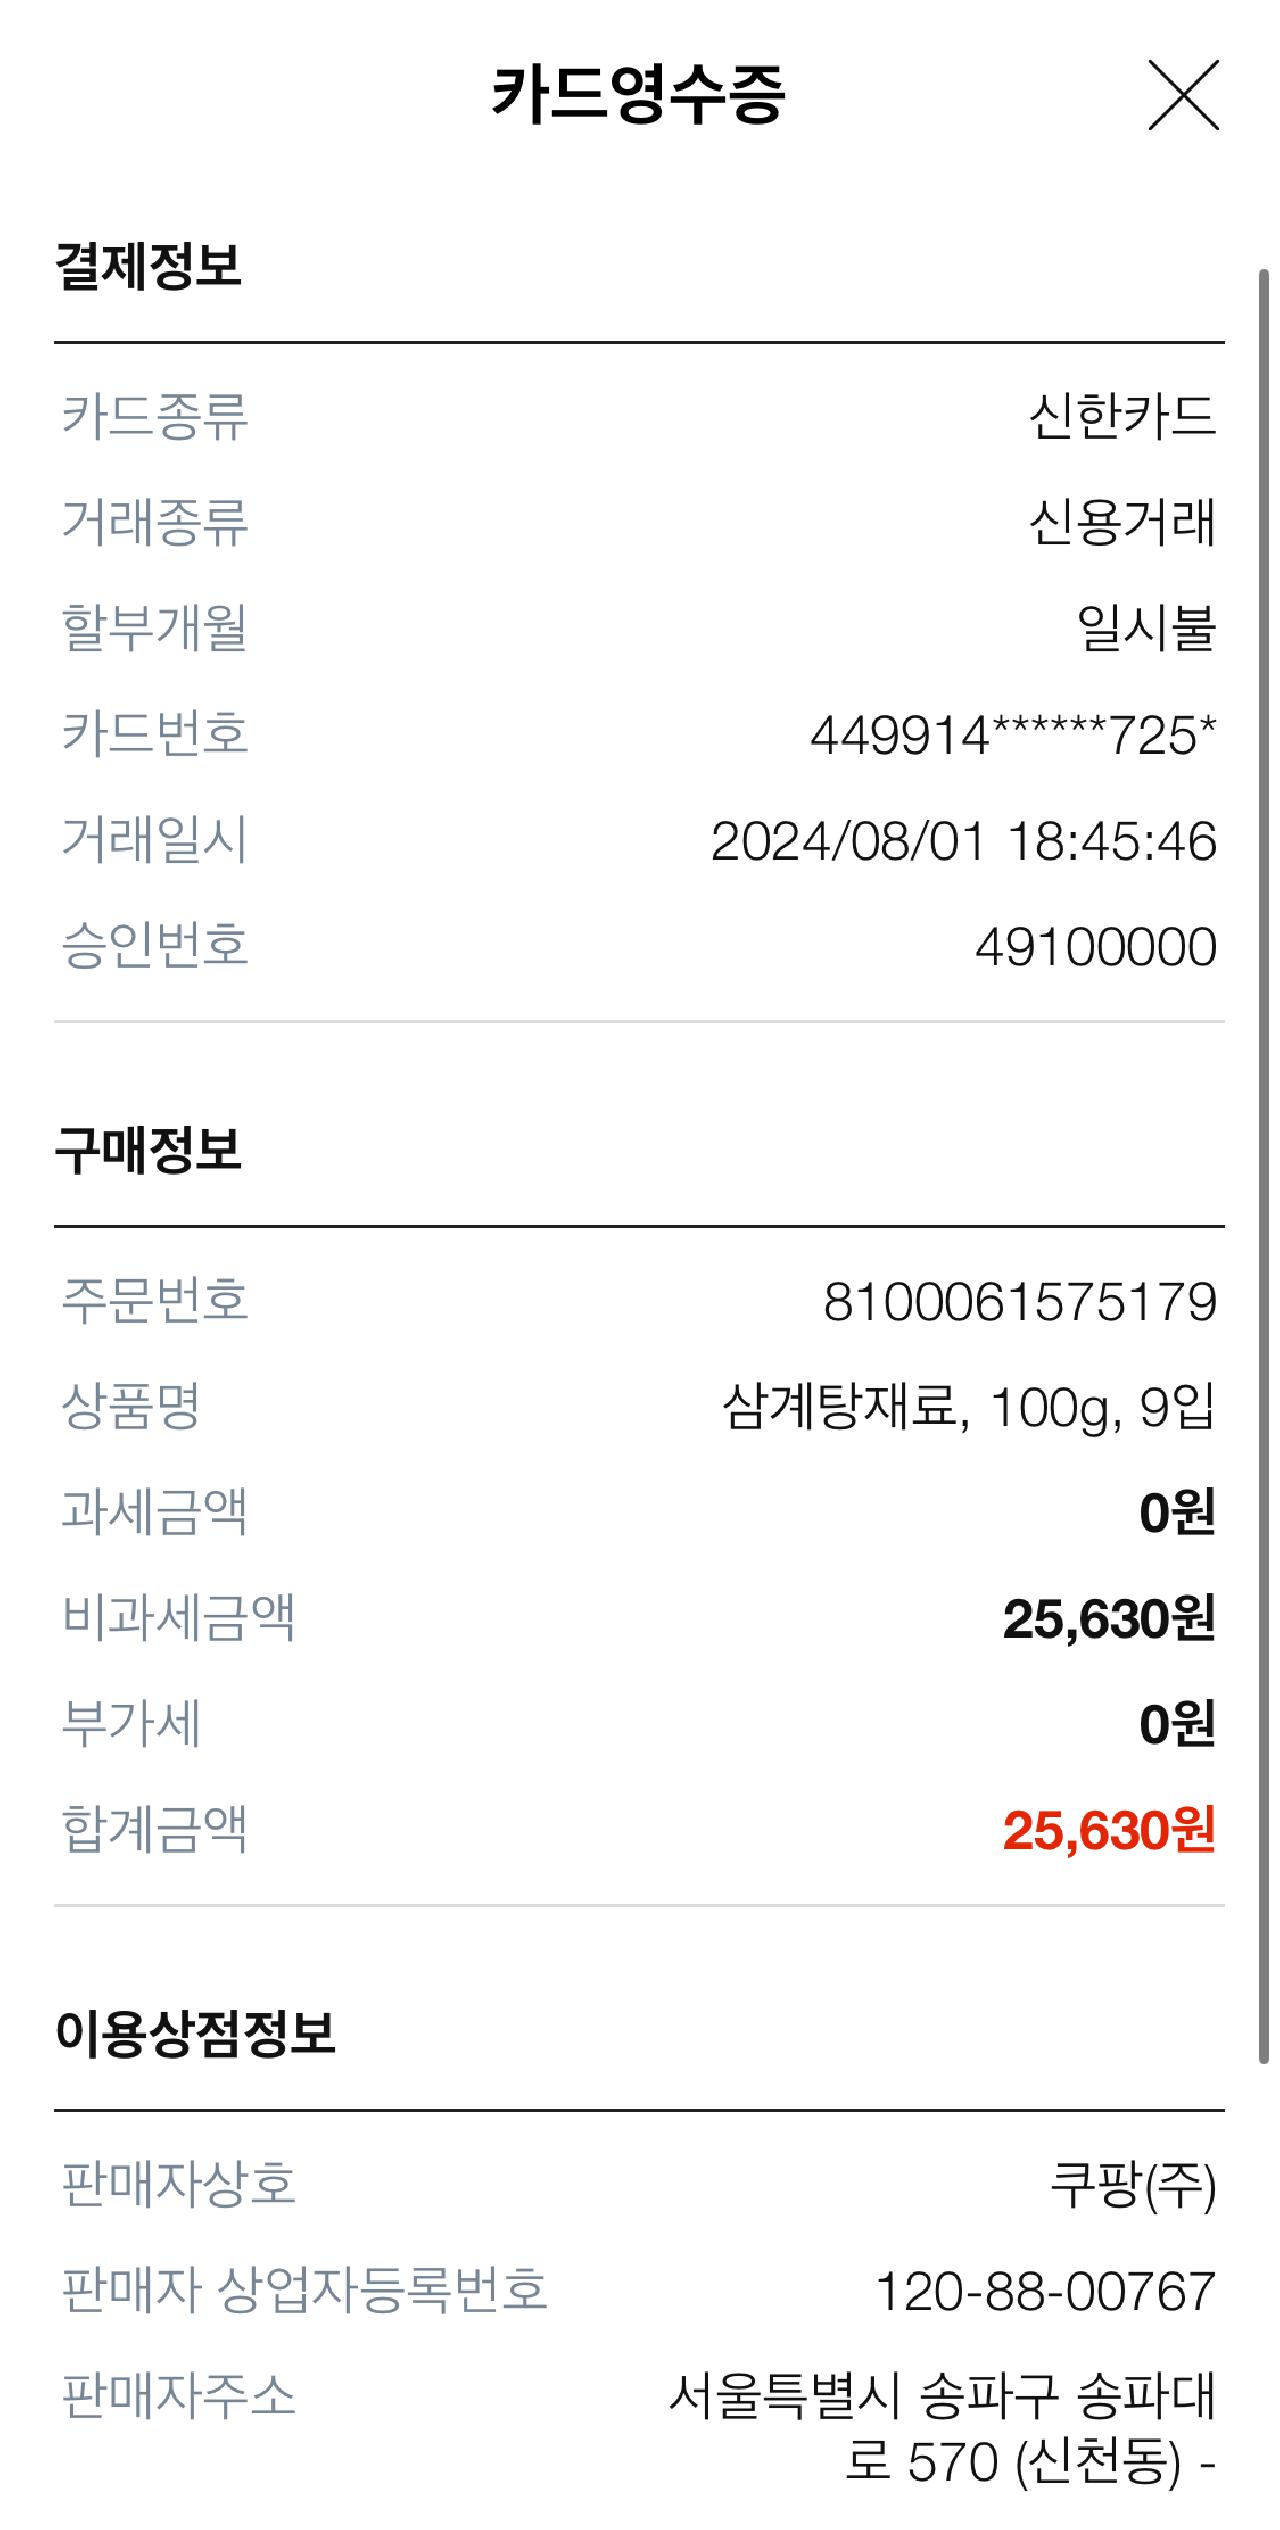 카드영수증
결제정보
카드종류 신한카드
거래종류 신용거래
할부개월 일시불
카드번호 449914******725*
거래일시 2024/08/01 18:45:46
승인번호 49100000
구매정보
주문번호 8100061575179
상품명 삼계탕재료, 100g, 9입
과세금액 0원
비과세금액 25,630원
부가세 0원
합계금액 25,630원
이용상점정보
판매자상호 쿠팡(주)
판매자 상업자등록번호 120-88-00767
판매자주소 서울특별시 송파구 송파대
로 570 (신천동) -